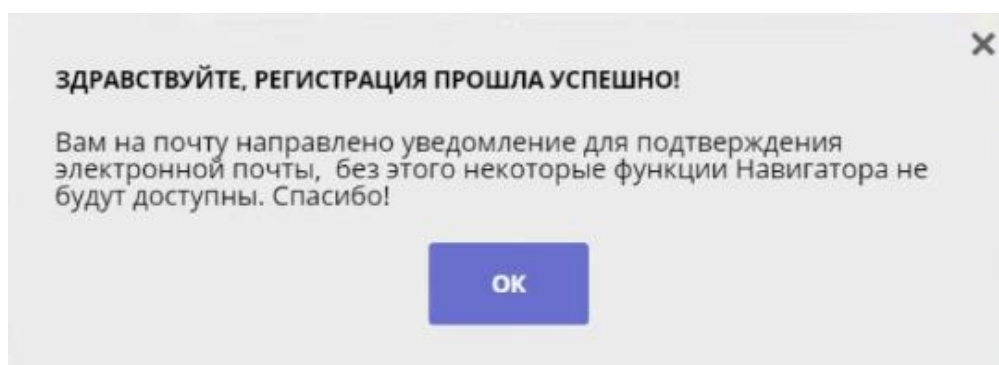 ЗДРАВСТВУЙТЕ, РЕГИСТРАЦИЯ ПРОШЛА УСПЕШНО!
Вам на почту направлено уведомление для подтверждения
электронной почты,  без этого некоторые функции Навигатора не
будут доступны. Спасибо!
ОК